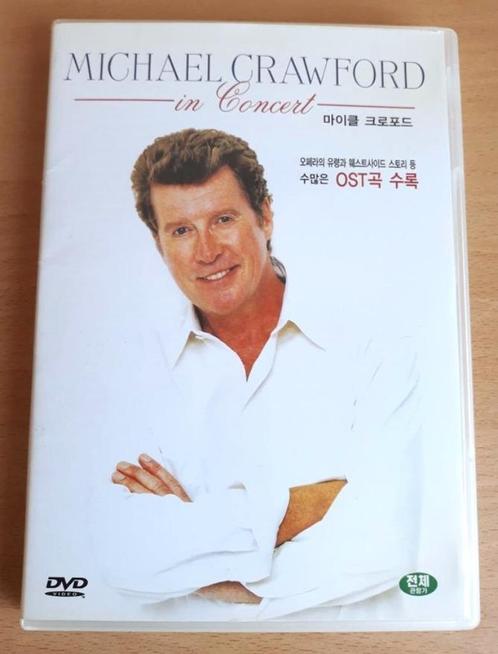 MICHAEL CRAWFORD
in Concert
마이클 크로포드
오페라의 유령과 웨스트사이드 스토리 등
수많은 OST곡 수록
DVD
VIDEO
전체
관람가